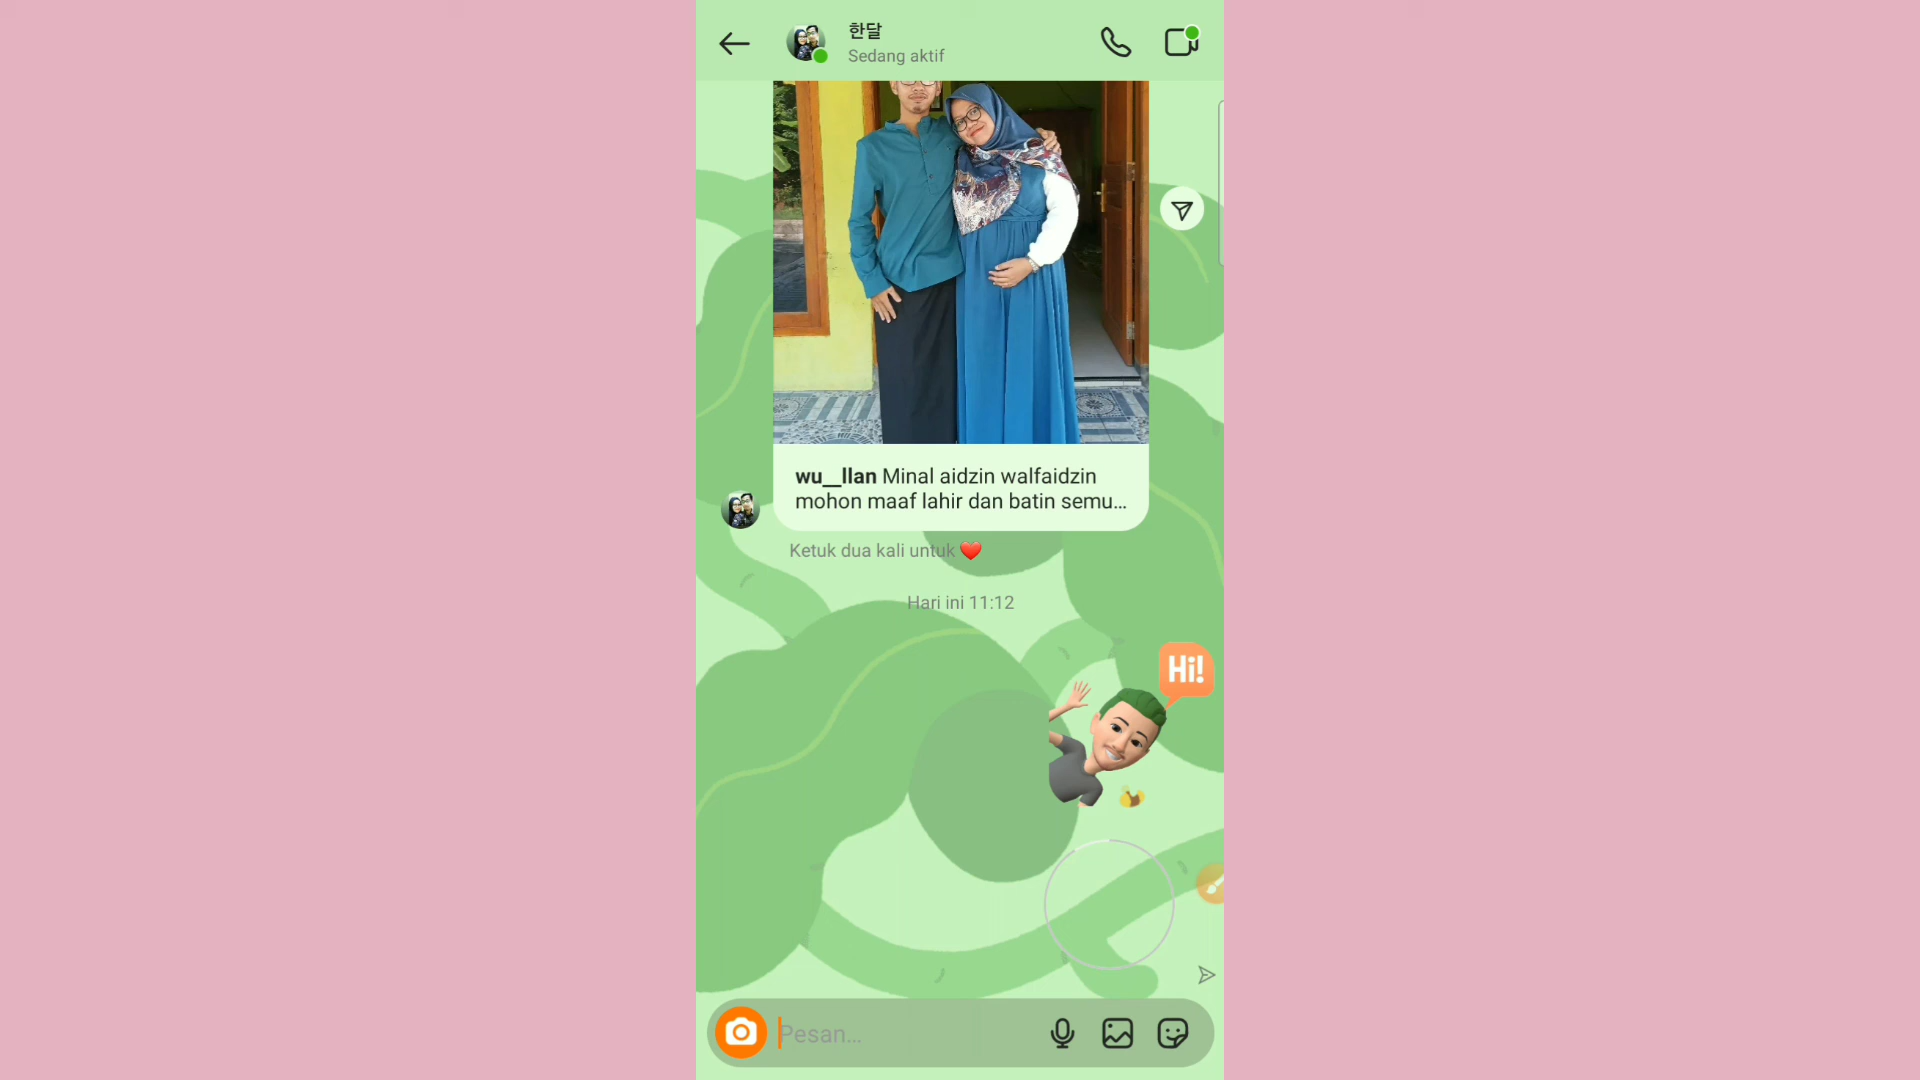 한달
Sedang aktif
wu__llan Minal aidzin walfaidzin
mohon maaf lahir dan batin semu...
Ketuk dua kali untuk ❤️
Hari ini 11:12
Hi!
Pesan...